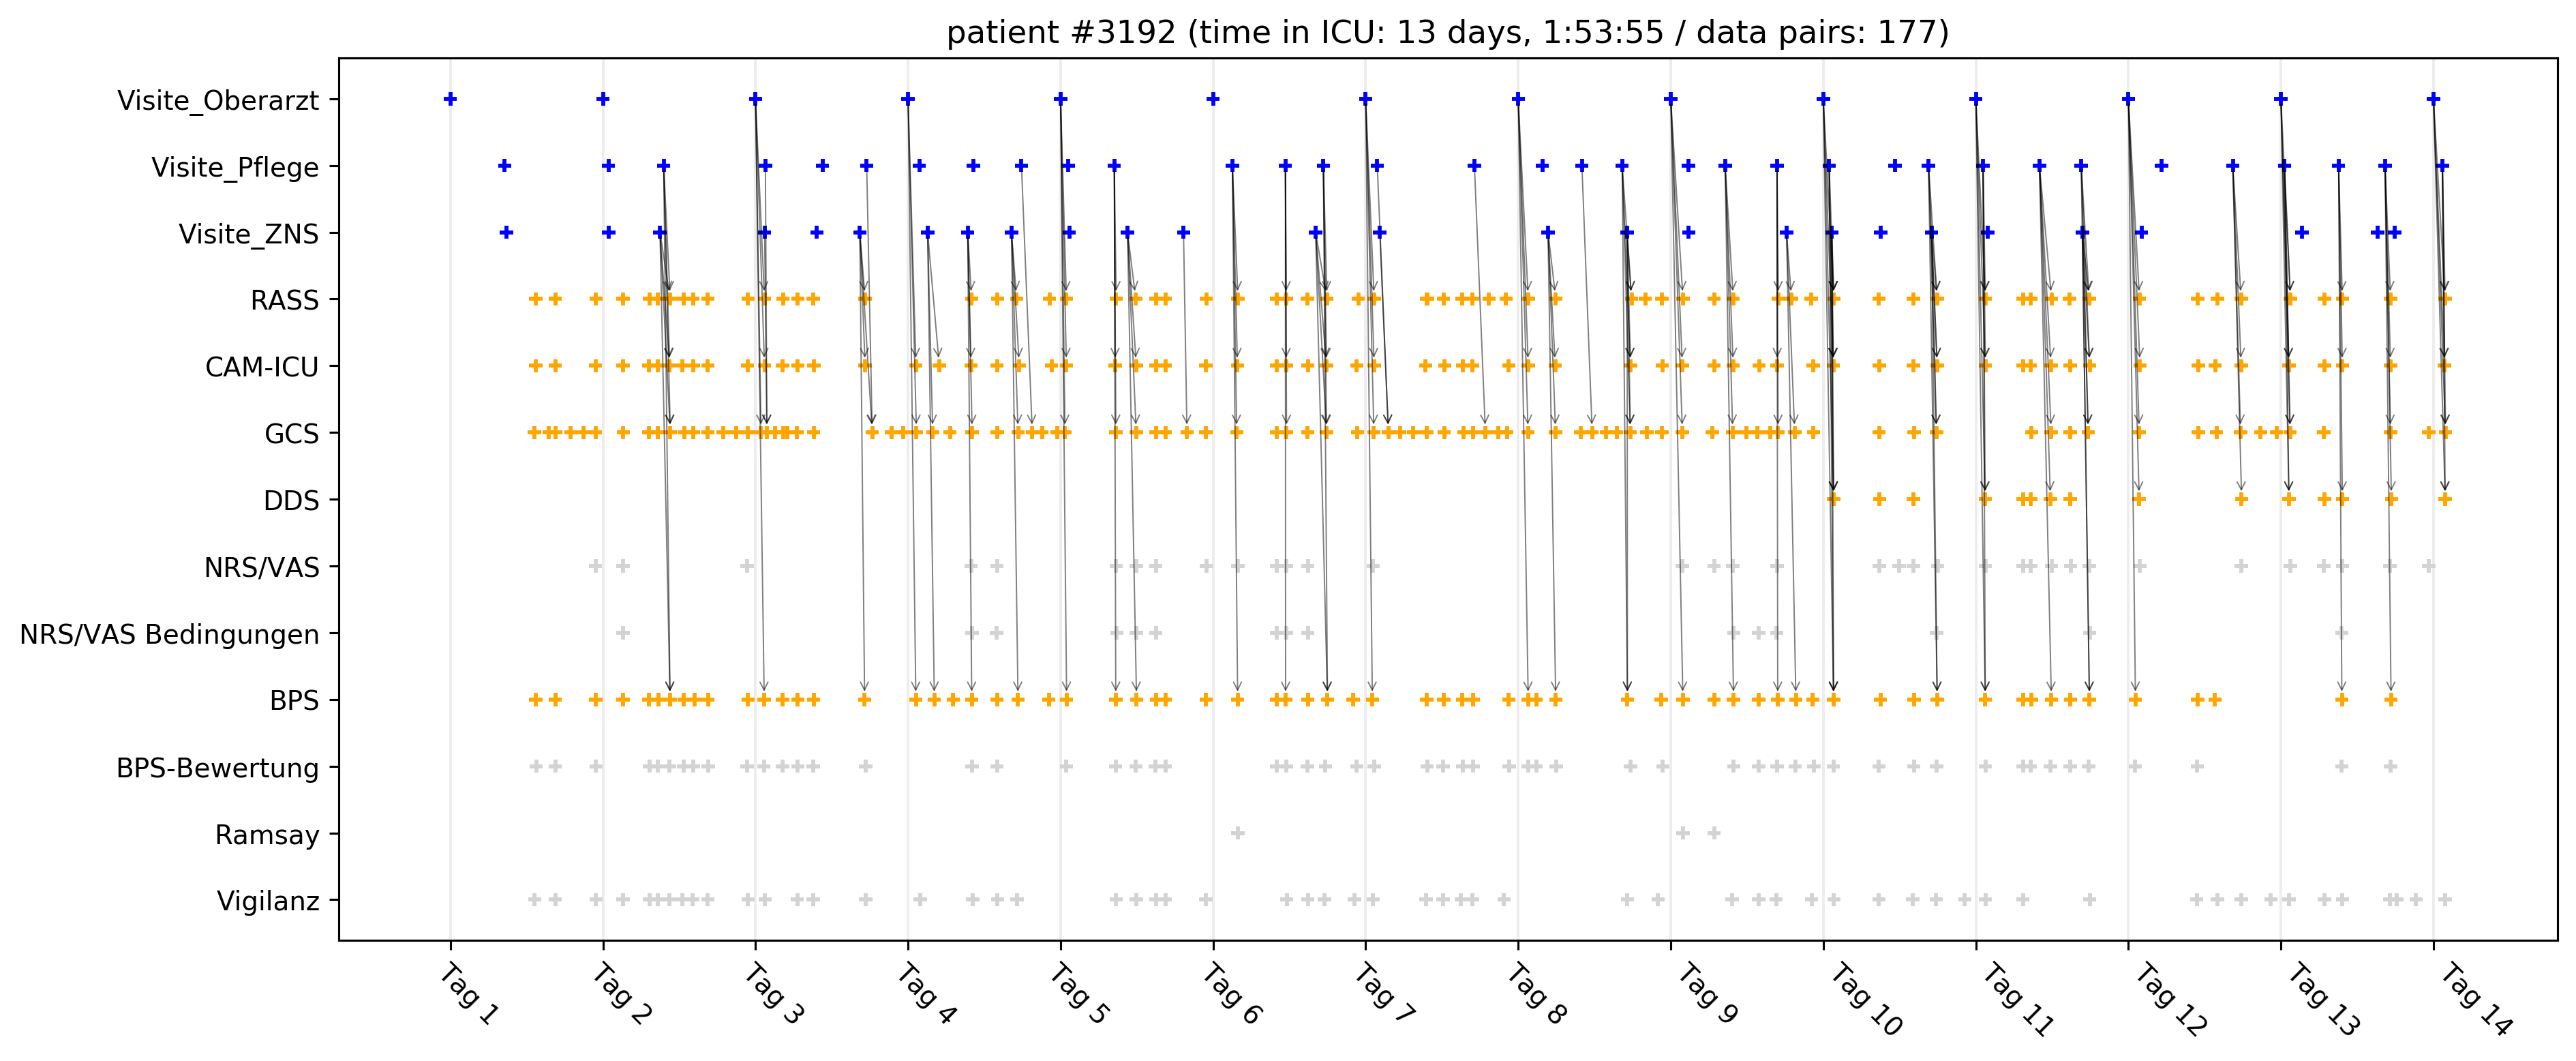 patient #3192 (time in ICU: 13 days, 1:53:55 / data pairs: 177)
Visite_Oberarzt
Visite_Pflege
Visite_ZNS
RASS
CAM-ICU
GCS
DDS
NRS/VAS
NRS/VAS Bedingungen
BPS
BPS-Bewertung
Ramsay
Vigilanz
Tag 1
Tag 2
Tag 3
Tag 4
Tag 5
Tag 6
Tag 7
Tag 8
Tag 9
Tag 10
Tag 11
Tag 12
Tag 13
Tag 14